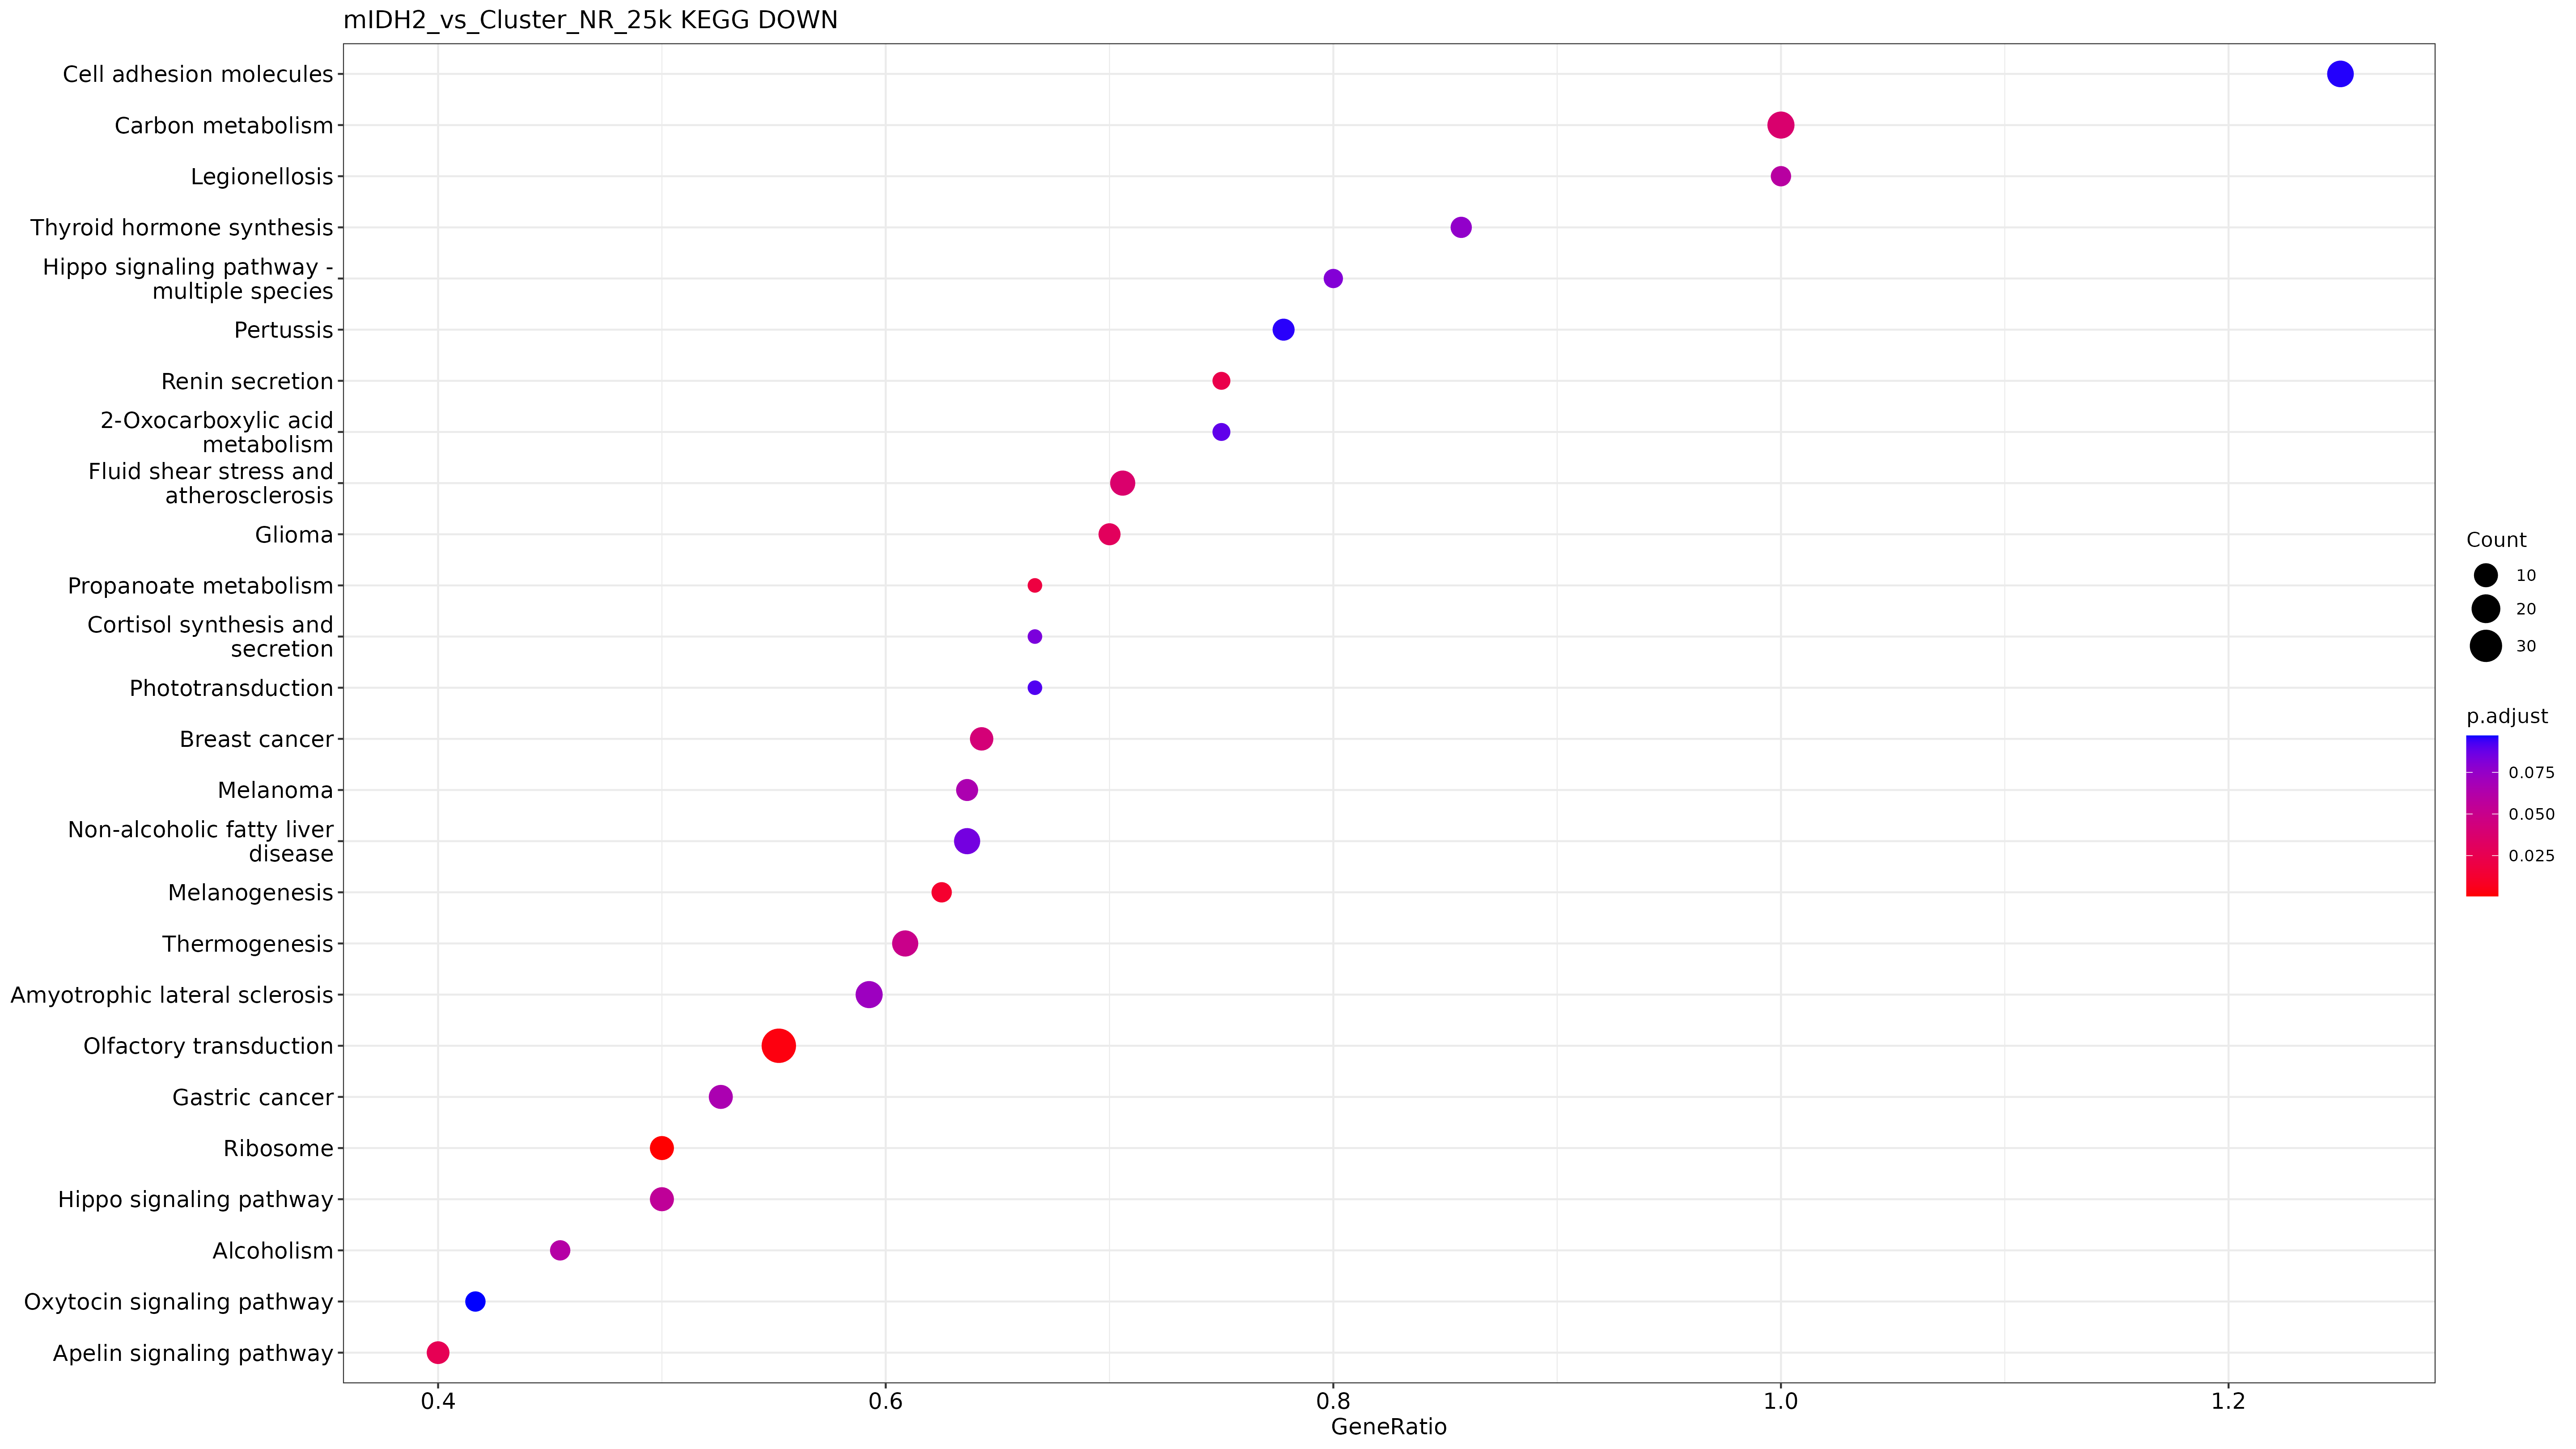 mIDH2_vs_Cluster_NR_25k KEGG DOWN
Cell adhesion molecules
Carbon metabolism
Legionellosis
Thyroid hormone synthesis
Hippo signaling pathway -
multiple species
Pertussis
Renin secretion
2-Oxocarboxylic acid
metabolism
Fluid shear stress and
atherosclerosis
Glioma
Propanoate metabolism
Cortisol synthesis and
secretion
Phototransduction
Breast cancer
Melanoma
Non-alcoholic fatty liver
disease
Melanogenesis
Thermogenesis
Amyotrophic lateral sclerosis
Olfactory transduction
Gastric cancer
Ribosome
Hippo signaling pathway
Alcoholism
Oxytocin signaling pathway
Apelin signaling pathway
0.4 0.6 0.8 1.0 1.2
GeneRatio
Count
10
20
30
p.adjust
0.075
0.050
0.025